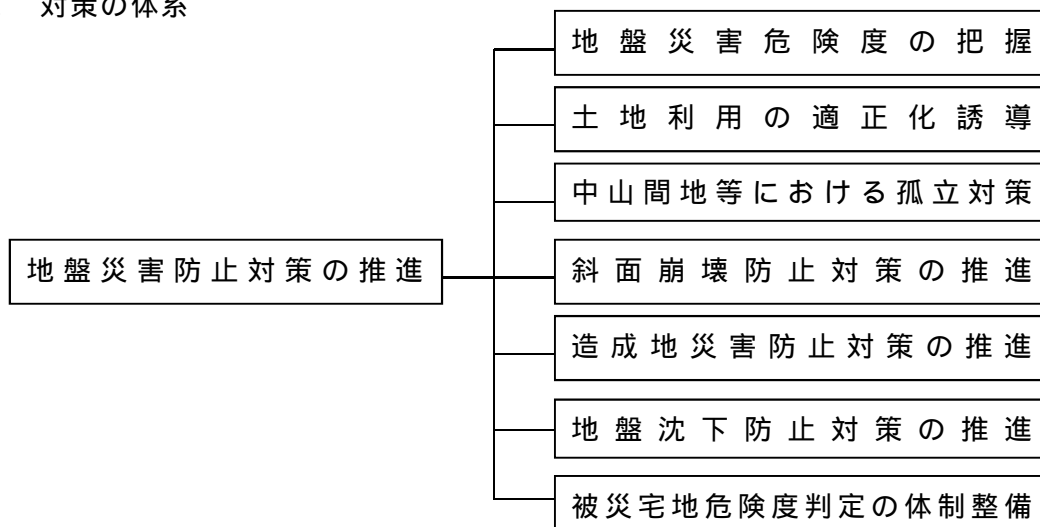 対策の体系
地盤災害危険度の把握
土地利用の適正化誘導
中山間地等における孤立対策
地盤災害防止対策の推進
斜面崩壊防止対策の推進
造成地災害防止対策の推進
地盤沈下防止対策の推進
被災宅地危険度判定の体制整備